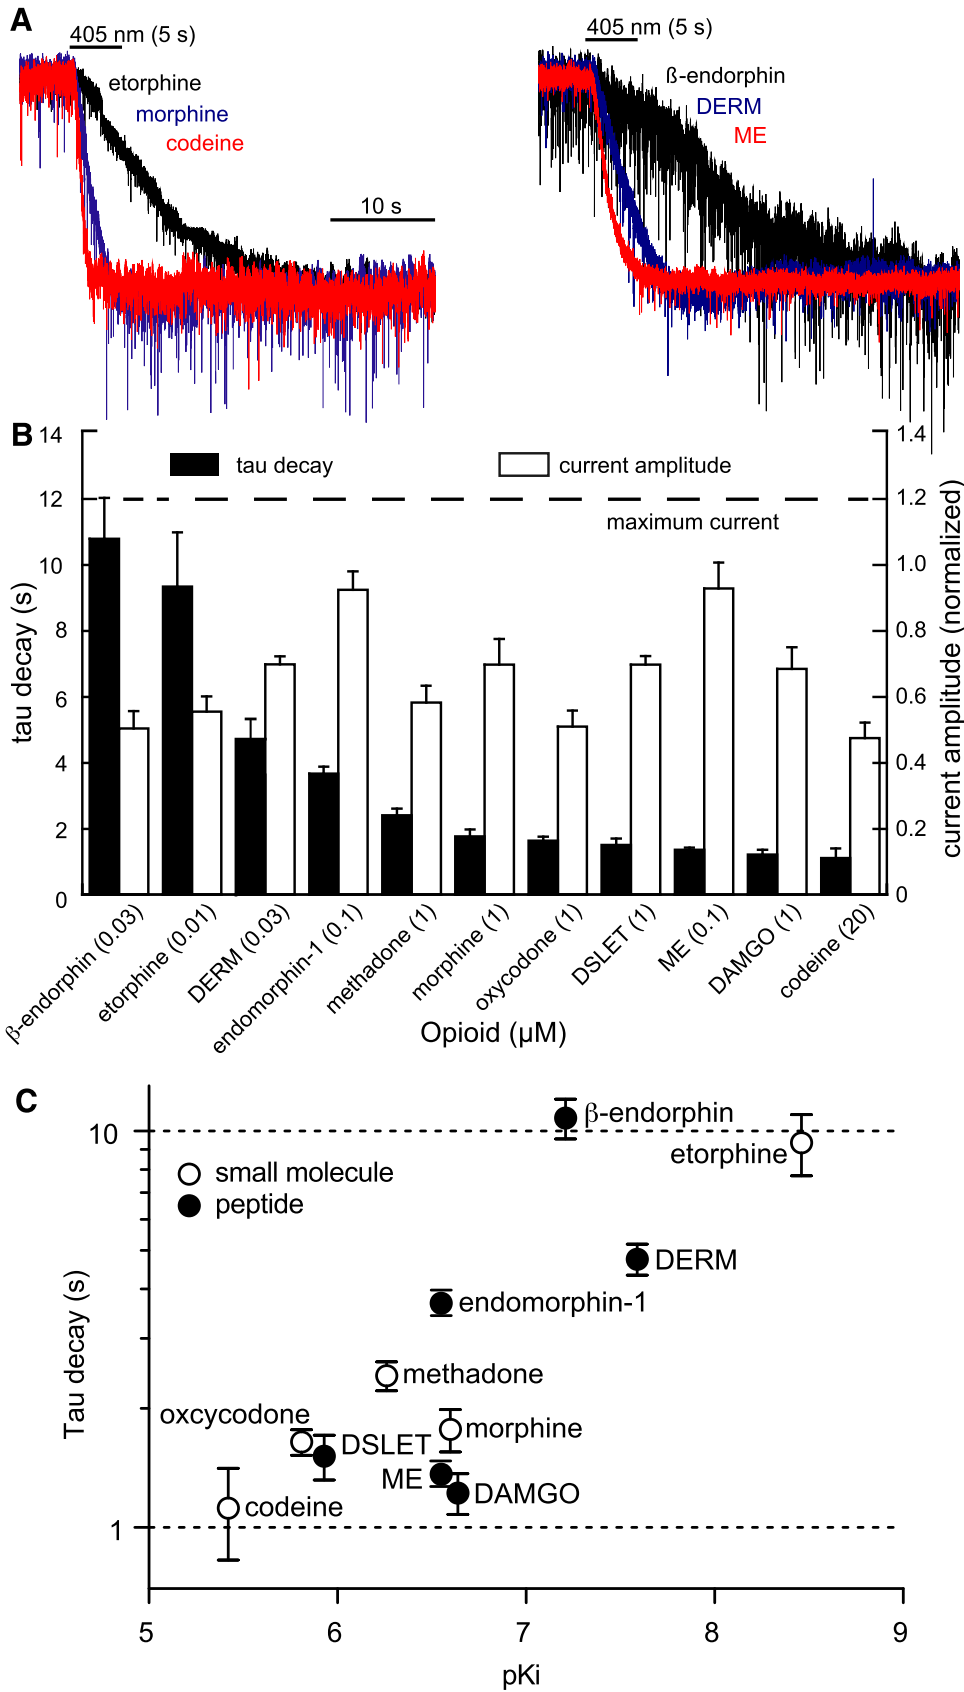 A
405 nm (5 s)
etorphine
morphine
codeine
10 s
405 nm (5 s)
ß-endorphin
DERM
ME
B
14
12
10
8
6
4
2
0
tau decay (s)
tau decay
current amplitude
maximum current
1.4
1.2
1.0
0.8
0.6
0.4
0.2
0
current amplitude (normalized)
β-endorphin (0.03)
etorphine (0.01)
DERM (0.03)
endomorphin-1 (0.1)
methadone (1)
morphine (1)
oxycodone (1)
DSLET (1)
ME (0.1)
DAMGO (1)
codeine (20)
Opioid (µM)
C
10
1
Tau decay (s)
small molecule
peptide
β-endorphin
etorphine
DERM
endomorphin-1
methadone
oxcycodone
morphine
DSLET
ME
DAMGO
codeine
5
6
7
8
9
pKi